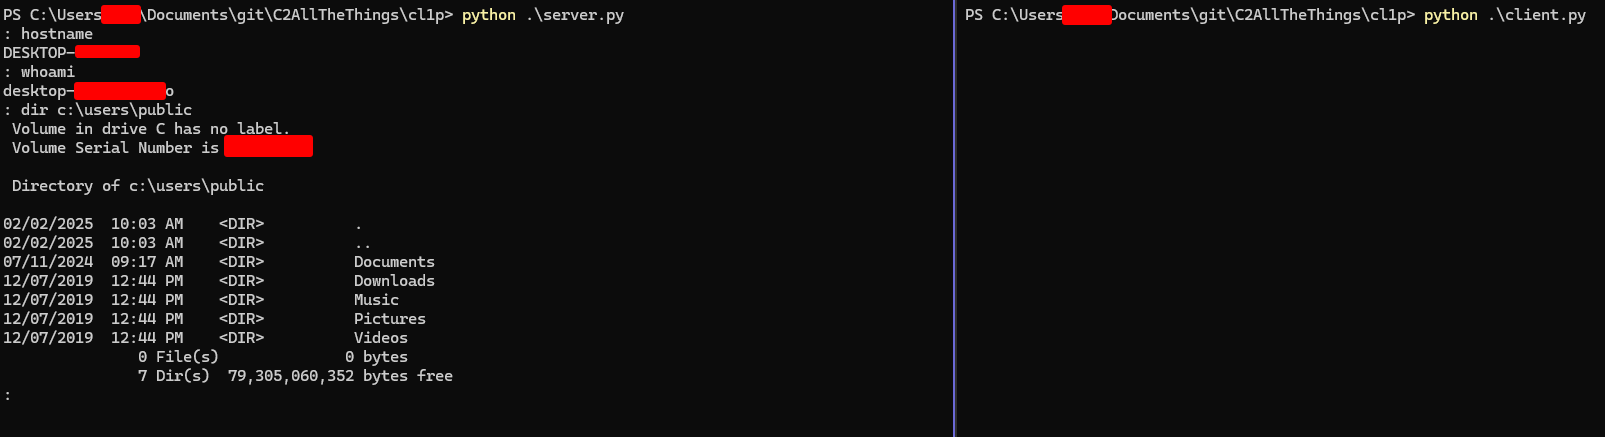 PS C:\Users \Documents\git\C2AllTheThings\cl1p> python .\server.py
: hostname
DESKTOP-
: whoami
desktop- o
: dir c:\users\public
 Volume in drive C has no label.
 Volume Serial Number is

 Directory of c:\users\public

02/02/2025  10:03 AM    <DIR>          .
02/02/2025  10:03 AM    <DIR>          ..
07/11/2024  09:17 AM    <DIR>          Documents
12/07/2019  12:44 PM    <DIR>          Downloads
12/07/2019  12:44 PM    <DIR>          Music
12/07/2019  12:44 PM    <DIR>          Pictures
12/07/2019  12:44 PM    <DIR>          Videos
               0 File(s)              0 bytes
               7 Dir(s)  79,305,060,352 bytes free
:
PS C:\Users Documents\git\C2AllTheThings\cl1p> python .\client.py